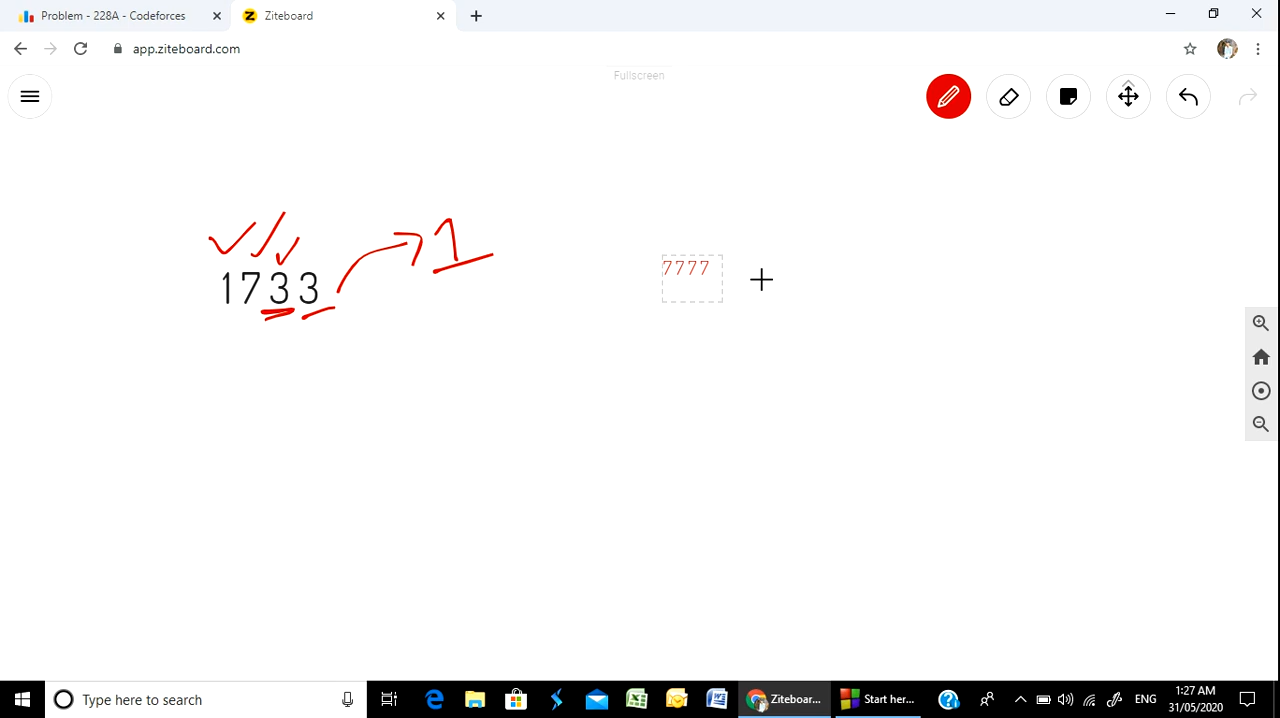 Problem - 228A - Codeforces
Ziteboard
app.ziteboard.com
Fullscreen
1
1733
7777
Type here to search
Ziteboar...
Start her...
ENG
1:27 AM
31/05/2020